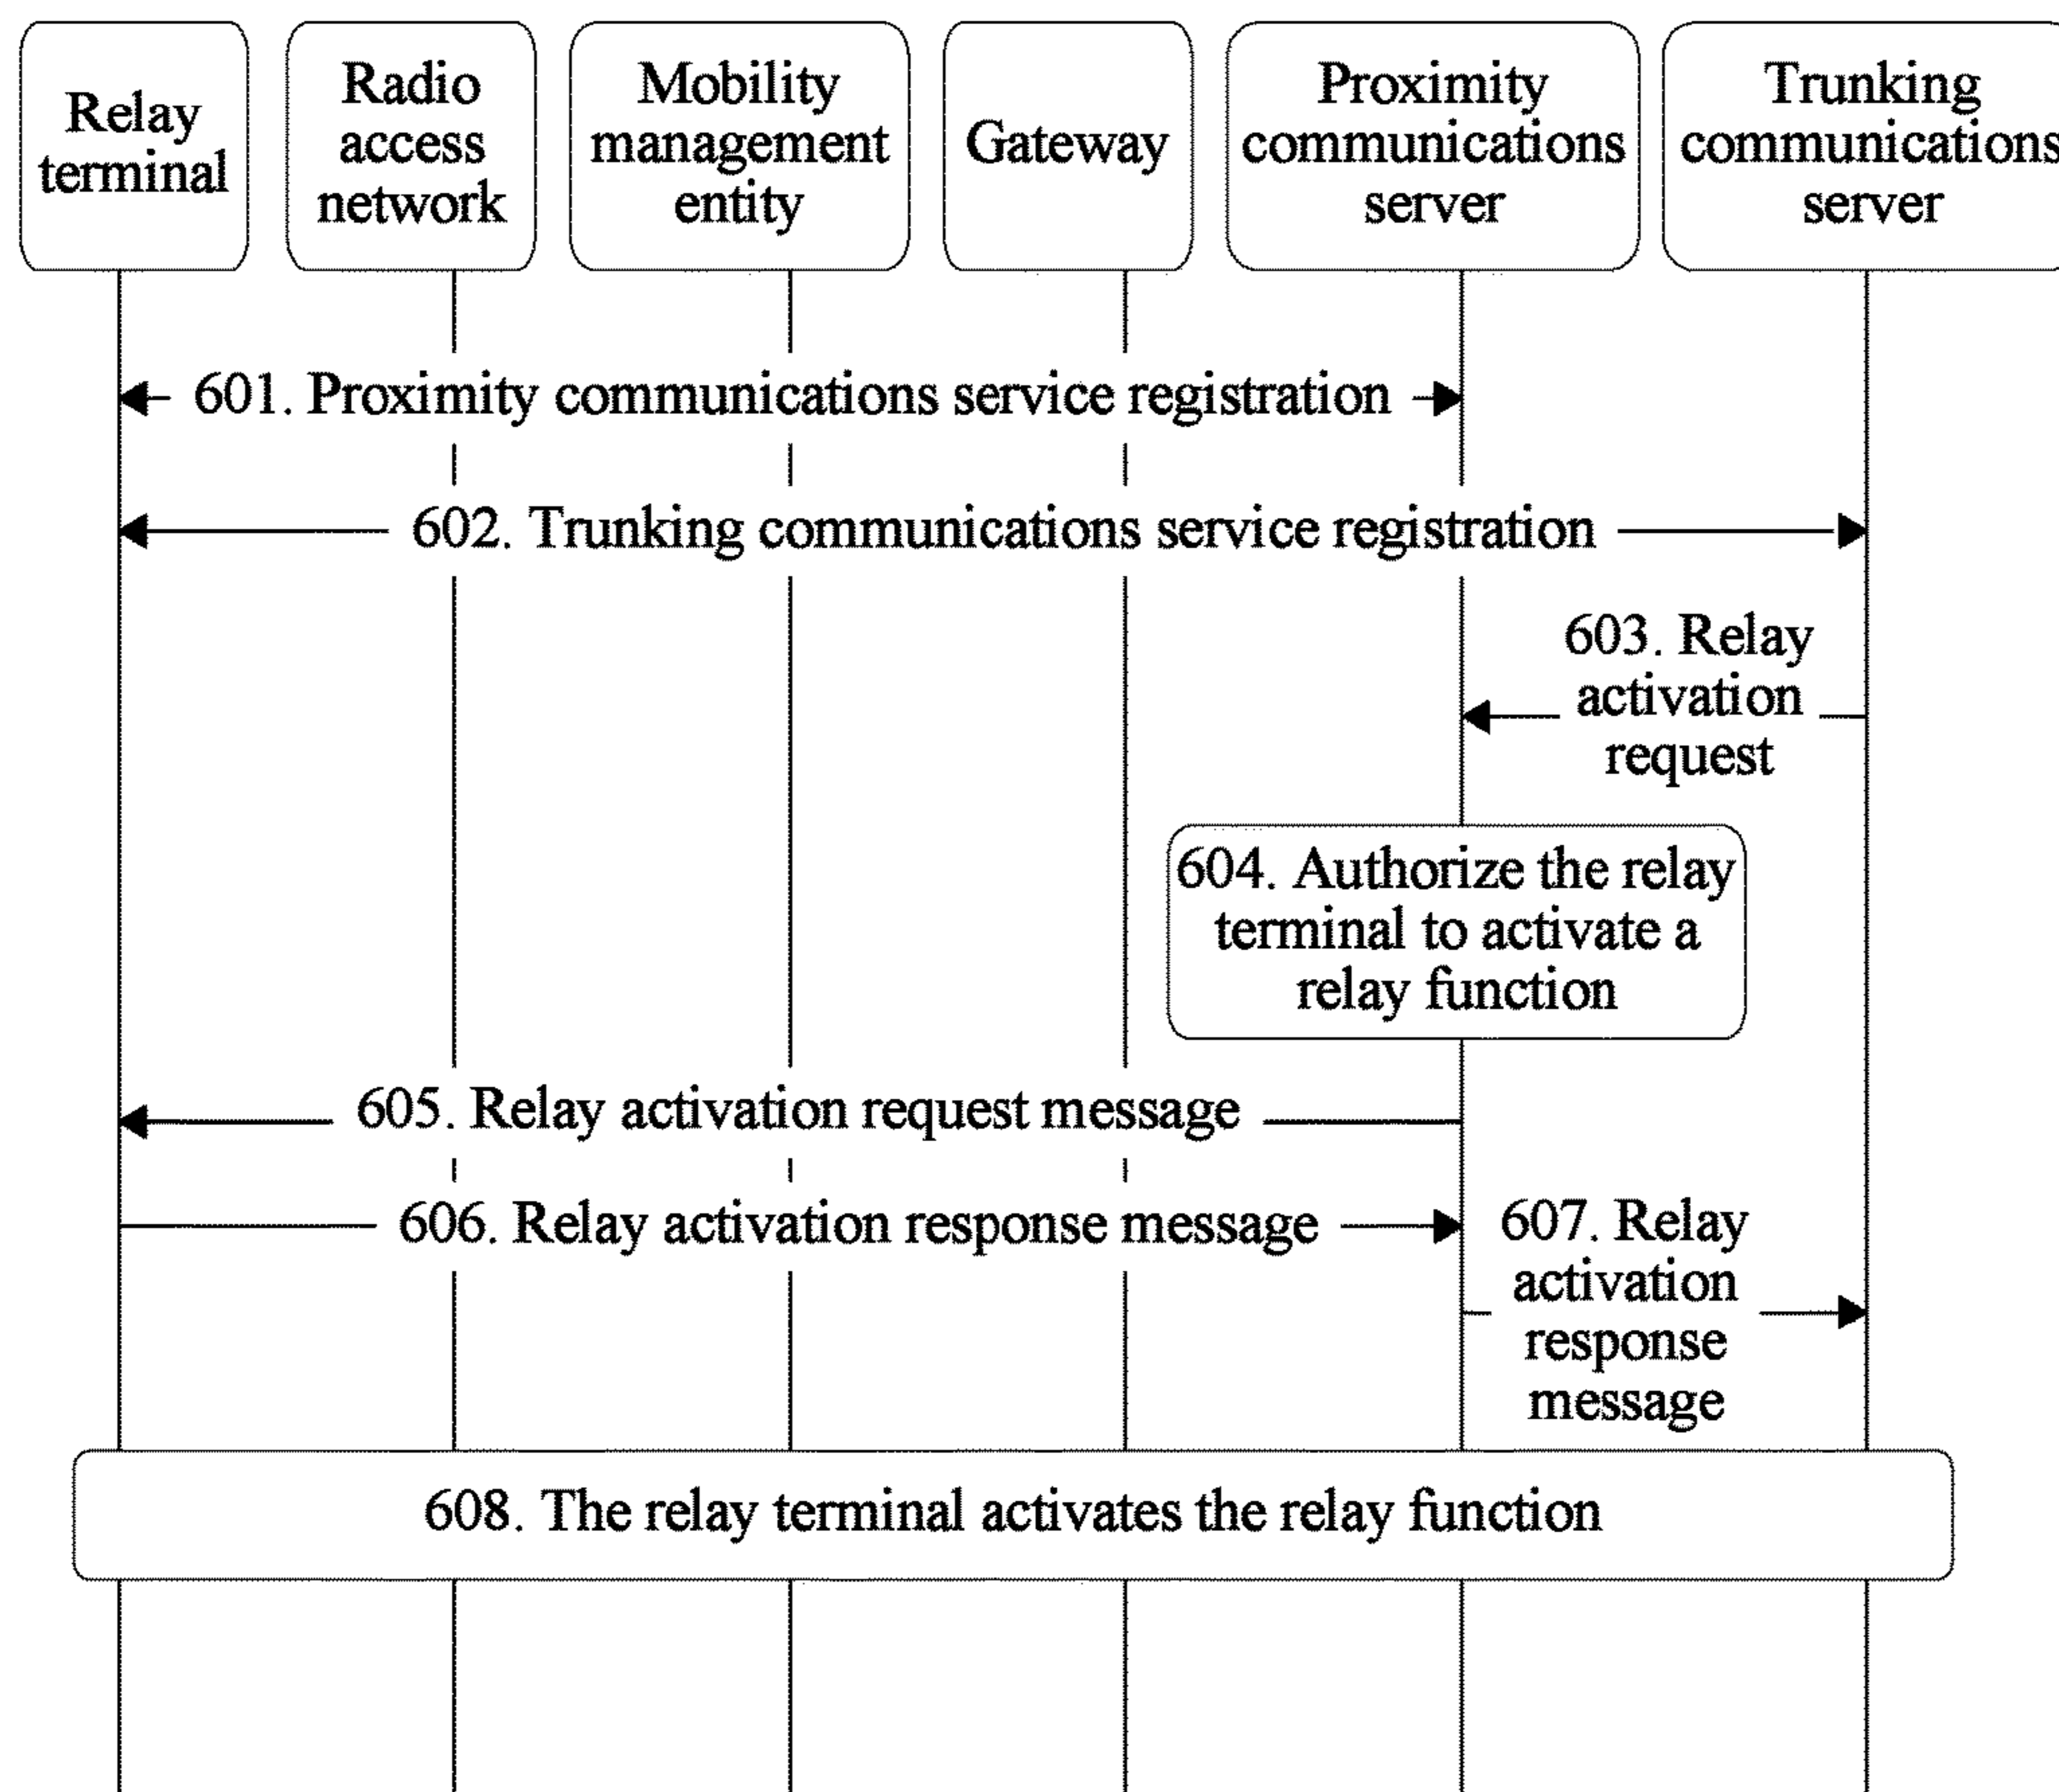 Relay
terminal
Radio
access
network
Mobility
management
entity
Gateway
Proximity
communications
server
Trunking
communications
server
601. Proximity communications service registration
602. Trunking communications service registration
603. Relay
activation
request
604. Authorize the relay
terminal to activate a
relay function
605. Relay activation request message
606. Relay activation response message
607. Relay
activation
response
message
608. The relay terminal activates the relay function